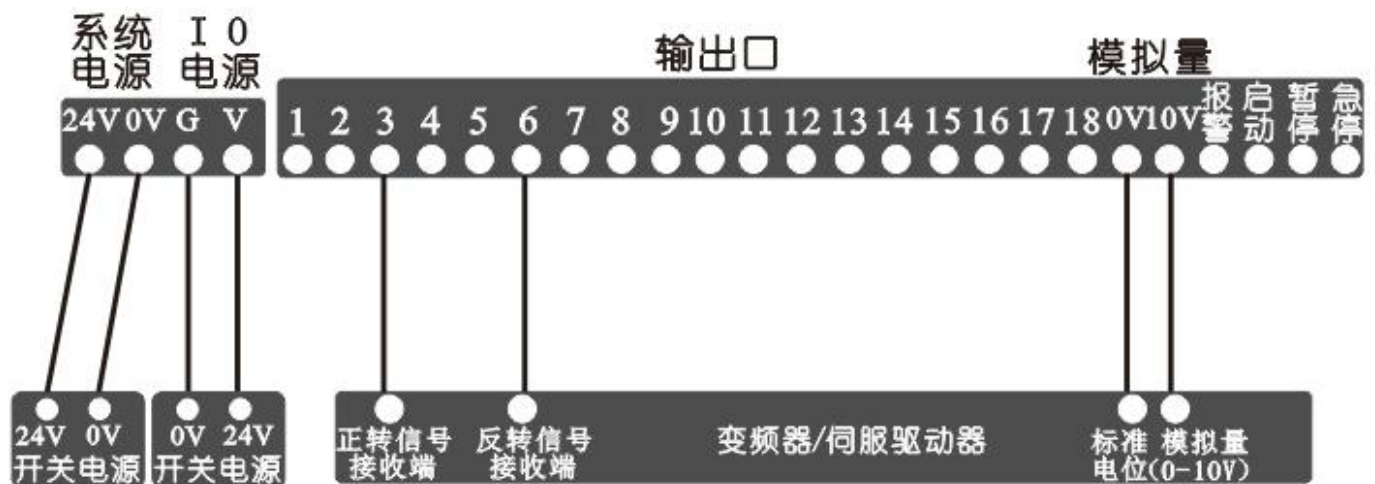 系统 I O
电源 电源
输出口
模拟量
24V 0V G V
1 2 3 4 5 6 7 8 9 10 11 12 13 14 15 16 17 18 0V 10V
报警 启动 暂停 急停
24V 0V
开关电源
0V 24V
开关电源
正转信号
接收端
反转信号
接收端
变频器/伺服驱动器
标准 模拟量
电位(0-10V)